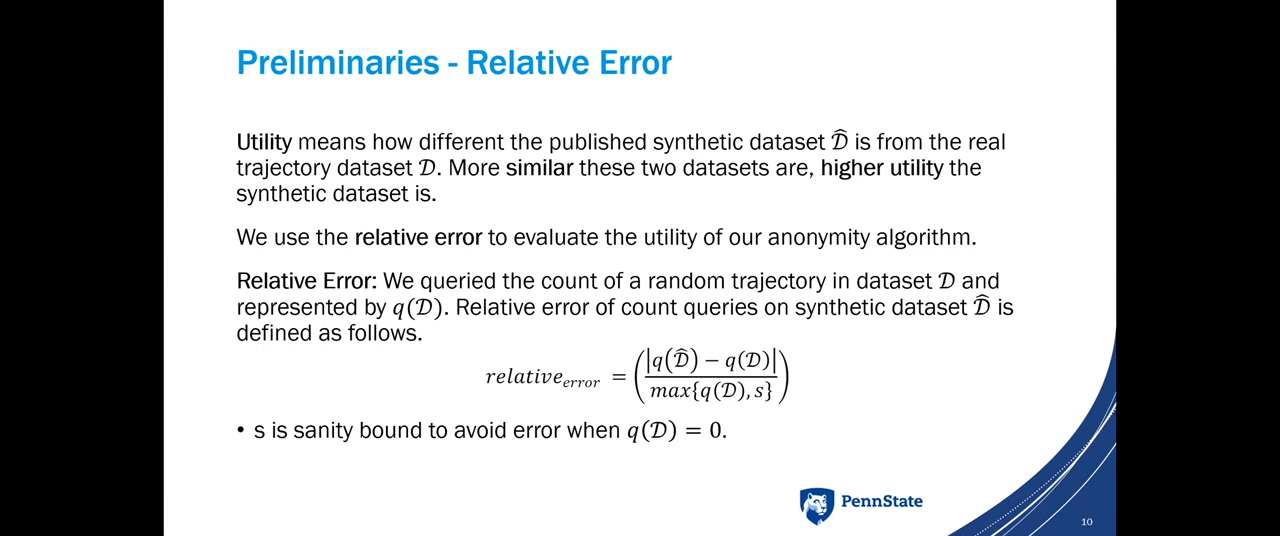 Preliminaries - Relative Error
Utility means how different the published synthetic dataset 𝒟̂ is from the real
trajectory dataset 𝒟. More similar these two datasets are, higher utility the
synthetic dataset is.
We use the relative error to evaluate the utility of our anonymity algorithm.
Relative Error: We queried the count of a random trajectory in dataset 𝒟 and
represented by q(𝒟). Relative error of count queries on synthetic dataset 𝒟̂ is
defined as follows.
relative_error = (|q(𝒟̂) − q(𝒟)| / max{q(𝒟), s})
• s is sanity bound to avoid error when q(𝒟) = 0.
PennState
10